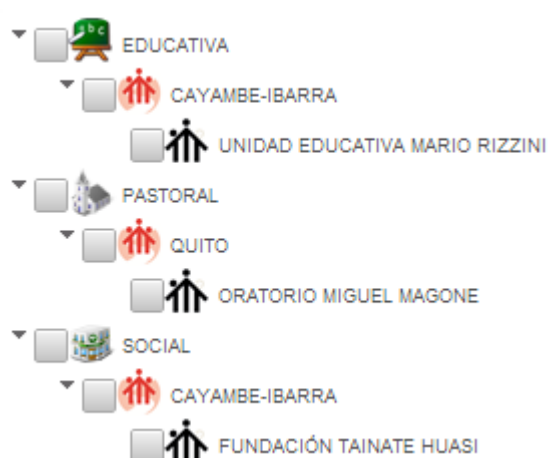 EDUCATIVA
CAYAMBE-IBARRA
UNIDAD EDUCATIVA MARIO RIZZINI
PASTORAL
QUITO
ORATORIO MIGUEL MAGONE
SOCIAL
CAYAMBE-IBARRA
FUNDACIÓN TAINATE HUASI